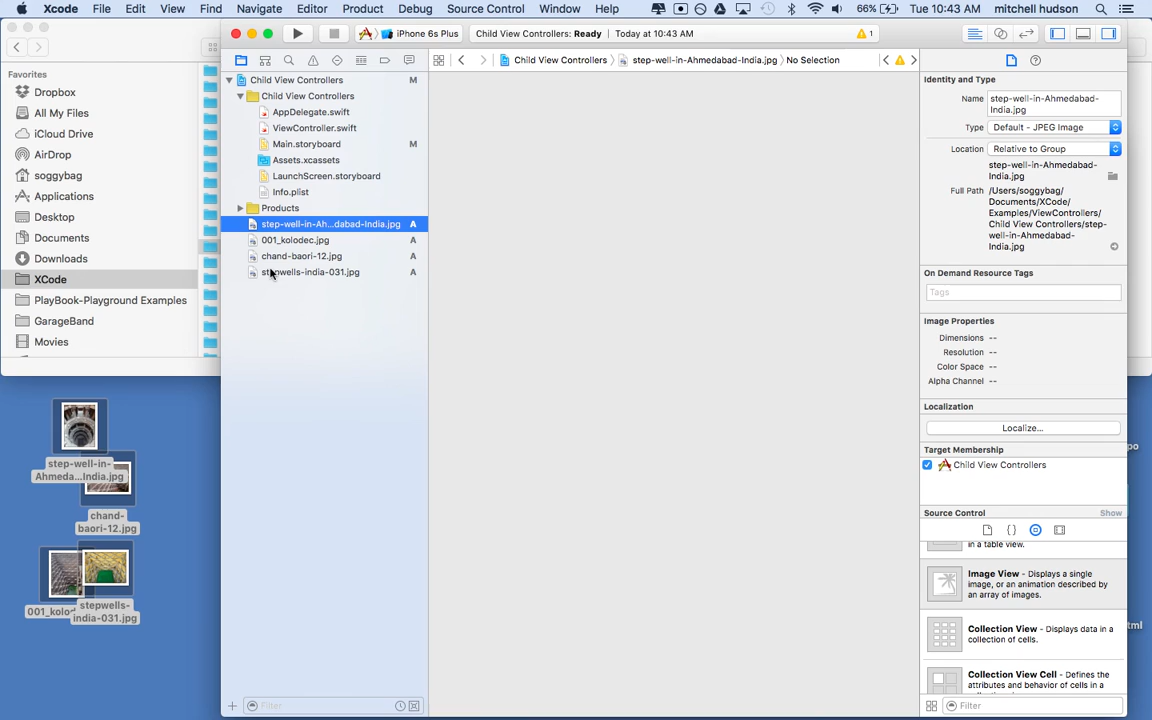 Xcode File Edit View Find Navigate Editor Product Debug Source Control Window Help 66% Tue 10:43 AM mitchell hudson
iPhone 6s Plus Child View Controllers: Ready Today at 10:43 AM 1
Favorites
Dropbox
All My Files
iCloud Drive
AirDrop
soggybag
Applications
Desktop
Documents
Downloads
XCode
PlayBook-Playground Examples
GarageBand
Movies
step-well-in-
Ahmeda...India.jpg
chand-
baori-12.jpg
001_koloc
stepwells-
india-031.jpg
Child View Controllers M
Child View Controllers
AppDelegate.swift
ViewController.swift
Main.storyboard M
Assets.xcassets
LaunchScreen.storyboard
Info.plist
Products
step-well-in-Ah...dabad-India.jpg A
001_kolodec.jpg A
chand-baori-12.jpg A
stepwells-india-031.jpg A
Filter
Child View Controllers step-well-in-Ahmedabad-India.jpg No Selection
Identity and Type
Name step-well-in-Ahmedabad-
India.jpg
Type Default - JPEG Image
Location Relative to Group
step-well-in-Ahmedabad-
India.jpg
Full Path /Users/soggybag/
Documents/XCode/
Examples/ViewControllers/
Child View Controllers/step-
well-in-Ahmedabad-
India.jpg
On Demand Resource Tags
Tags
Image Properties
Dimensions --
Resolution --
Color Space --
Alpha Channel --
Localization
Localize...
Target Membership
Child View Controllers
Source Control Show
{}
in a table view.
Image View - Displays a single
image, or an animation described by
an array of images.
Collection View - Displays data in a
collection of cells.
Collection View Cell - Defines the
attributes and behavior of cells in a
Filter
po
tml